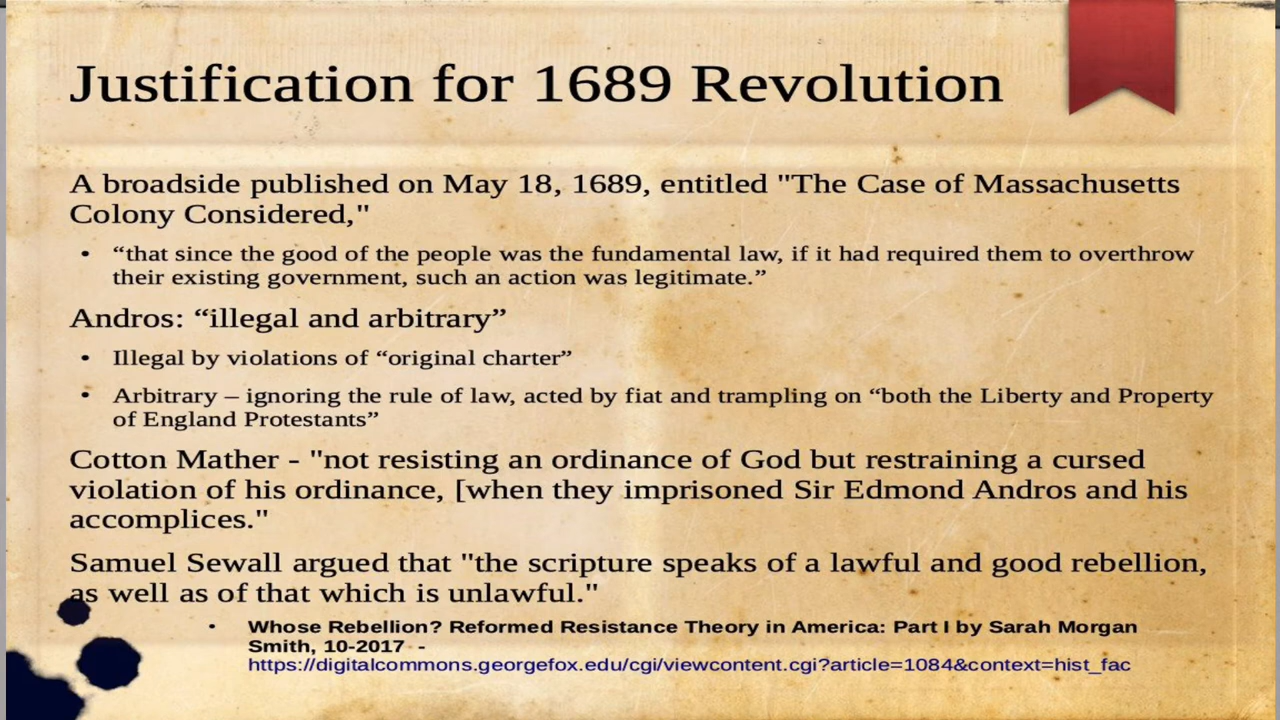 Justification for 1689 Revolution
A broadside published on May 18, 1689, entitled "The Case of Massachusetts
Colony Considered,"
• “that since the good of the people was the fundamental law, if it had required them to overthrow
their existing government, such an action was legitimate.”
Andros: “illegal and arbitrary”
• Illegal by violations of “original charter”
• Arbitrary – ignoring the rule of law, acted by fiat and trampling on “both the Liberty and Property
of England Protestants”
Cotton Mather - "not resisting an ordinance of God but restraining a cursed
violation of his ordinance, [when they imprisoned Sir Edmond Andros and his
accomplices."
Samuel Sewall argued that "the scripture speaks of a lawful and good rebellion,
as well as of that which is unlawful."
• Whose Rebellion? Reformed Resistance Theory in America: Part I by Sarah Morgan
Smith, 10-2017 -
https://digitalcommons.georgefox.edu/cgi/viewcontent.cgi?article=1084&context=hist_fac